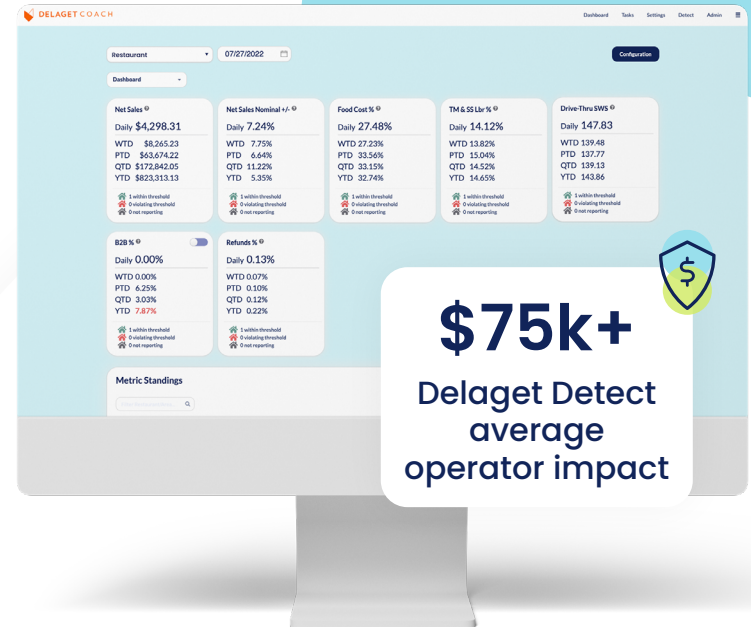 DELAGET COACH
Dashboard Tasks Settings Detect Admin
Restaurant 07/27/2022 Configuration
Dashboard
Net Sales
Daily $4,298.31
WTD $8,265.23
PTD $63,674.22
QTD $172,842.05
YTD $823,313.13
1 within threshold
0 violating threshold
0 not reporting
Net Sales Nominal +/-
Daily 7.24%
WTD 7.75%
PTD 6.64%
QTD 11.22%
YTD 5.35%
1 within threshold
0 violating threshold
0 not reporting
Food Cost %
Daily 27.48%
WTD 27.23%
PTD 33.56%
QTD 33.15%
YTD 32.74%
1 within threshold
0 violating threshold
0 not reporting
TM & SS Lbr %
Daily 14.12%
WTD 13.82%
PTD 15.04%
QTD 14.52%
YTD 14.65%
1 within threshold
0 violating threshold
0 not reporting
Drive-Thru SWS
Daily 147.83
WTD 139.48
PTD 137.77
QTD 139.13
YTD 143.86
1 within threshold
0 violating threshold
0 not reporting
B2B %
Daily 0.00%
WTD 0.00%
PTD 6.25%
QTD 3.03%
YTD 7.87%
1 within threshold
0 violating threshold
0 not reporting
Refunds %
Daily 0.13%
WTD 0.07%
PTD 0.10%
QTD 0.12%
YTD 0.22%
1 within threshold
0 violating threshold
0 not reporting
Metric Standings
$
$75k+
Delaget Detect
average
operator impact